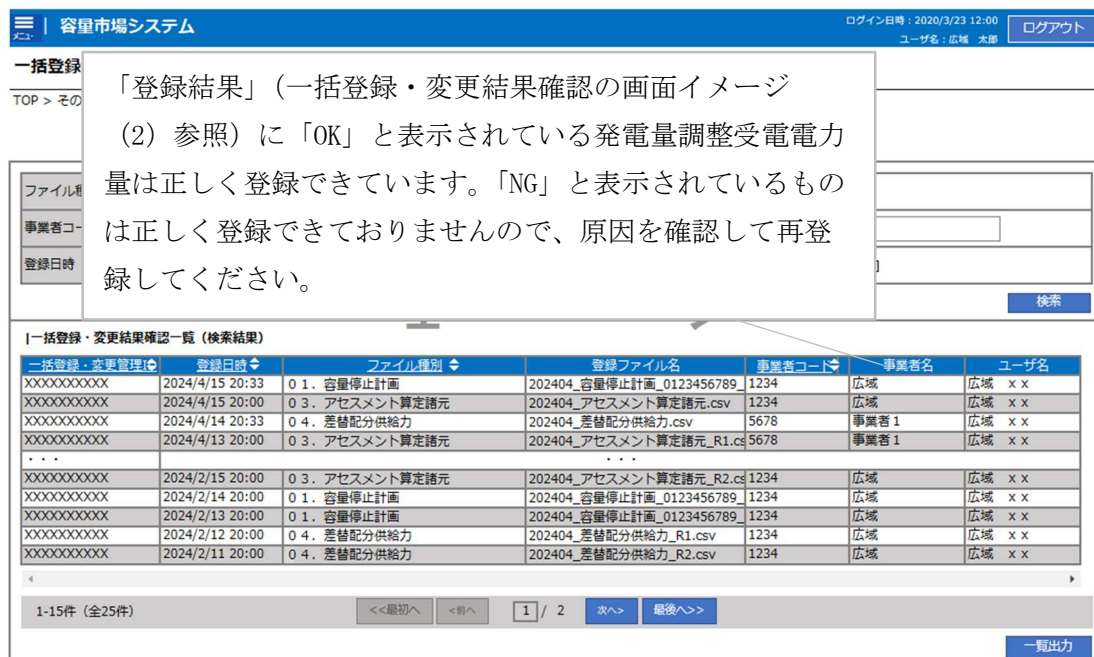 メニュー
容量市場システム
ログイン日時：2020/3/23 12:00
ユーザ名：広域 太郎
ログアウト
一括登録
TOP > その
「登録結果」(一括登録・変更結果確認の画面イメージ
(2) 参照) に「OK」と表示されている発電量調整受電電力
量は正しく登録できています。「NG」と表示されているもの
は正しく登録できておりませんので、原因を確認して再登
録してください。
ファイル種
事業者コー
登録日時
検索
|一括登録・変更結果確認一覧（検索結果）
一括登録・変更管理I 登録日時 ファイル種別 登録ファイル名 事業者コード 事業者名 ユーザ名
XXXXXXXXXX 2024/4/15 20:33 ０１．容量停止計画 202404_容量停止計画_0123456789_ 1234 広域 広域 ｘｘ
XXXXXXXXXX 2024/4/15 20:00 ０３．アセスメント算定諸元 202404_アセスメント算定諸元.csv 1234 広域 広域 ｘｘ
XXXXXXXXXX 2024/4/14 20:33 ０４．差替配分供給力 202404_差替配分供給力.csv 5678 事業者１ 広域 ｘｘ
XXXXXXXXXX 2024/4/13 20:00 ０３．アセスメント算定諸元 202404_アセスメント算定諸元_R1.cs 5678 事業者１ 広域 ｘｘ
・・・ ・・・
XXXXXXXXXX 2024/2/15 20:00 ０３．アセスメント算定諸元 202404_アセスメント算定諸元_R2.cs 1234 広域 広域 ｘｘ
XXXXXXXXXX 2024/2/14 20:00 ０１．容量停止計画 202404_容量停止計画_0123456789_ 1234 広域 広域 ｘｘ
XXXXXXXXXX 2024/2/13 20:00 ０１．容量停止計画 202404_容量停止計画_0123456789_ 1234 広域 広域 ｘｘ
XXXXXXXXXX 2024/2/12 20:00 ０４．差替配分供給力 202404_差替配分供給力_R1.csv 1234 広域 広域 ｘｘ
XXXXXXXXXX 2024/2/11 20:00 ０４．差替配分供給力 202404_差替配分供給力_R2.csv 1234 広域 広域 ｘｘ
1-15件（全25件） <<最初へ <前へ 1 / 2 次へ> 最後へ>>
一覧出力